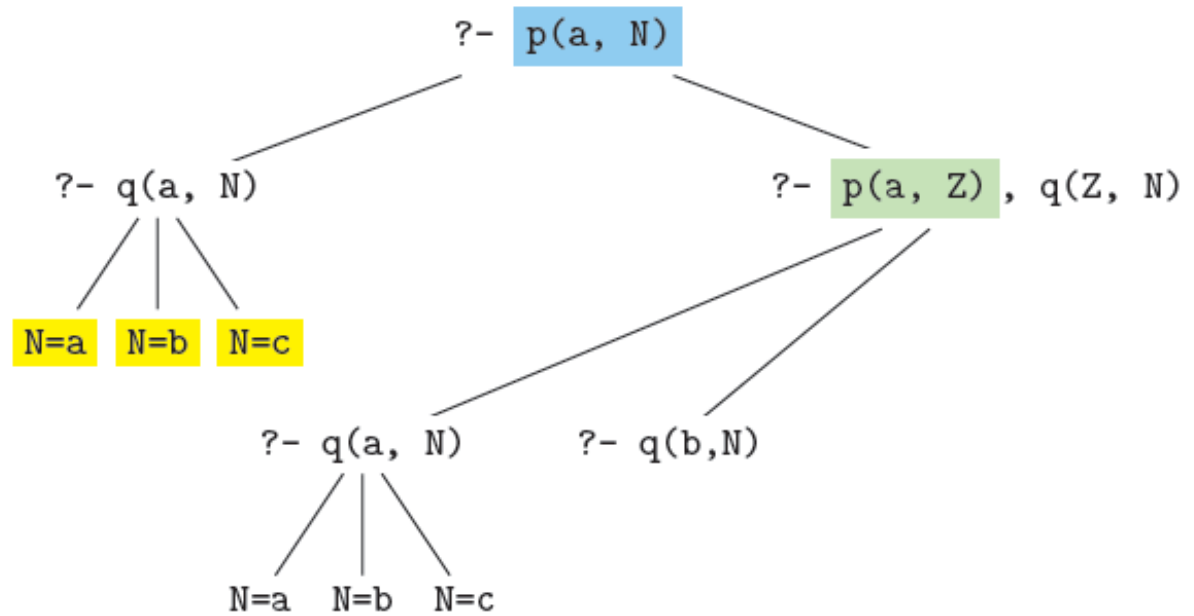 ?- p(a, N)
?- q(a, N) ?- p(a, Z), q(Z, N)
N=a N=b N=c
?- q(a, N) ?- q(b,N)
N=a N=b N=c